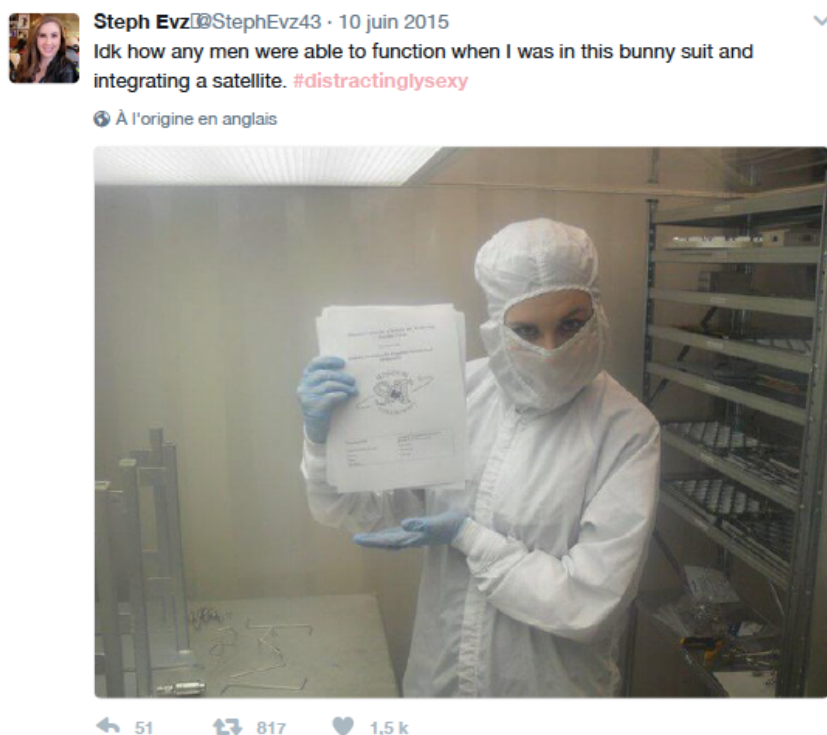 Steph Evz @StephEvz43 · 10 juin 2015
Idk how any men were able to function when I was in this bunny suit and
integrating a satellite. #distractinglysexy
À l'origine en anglais
51 817 1,5 k